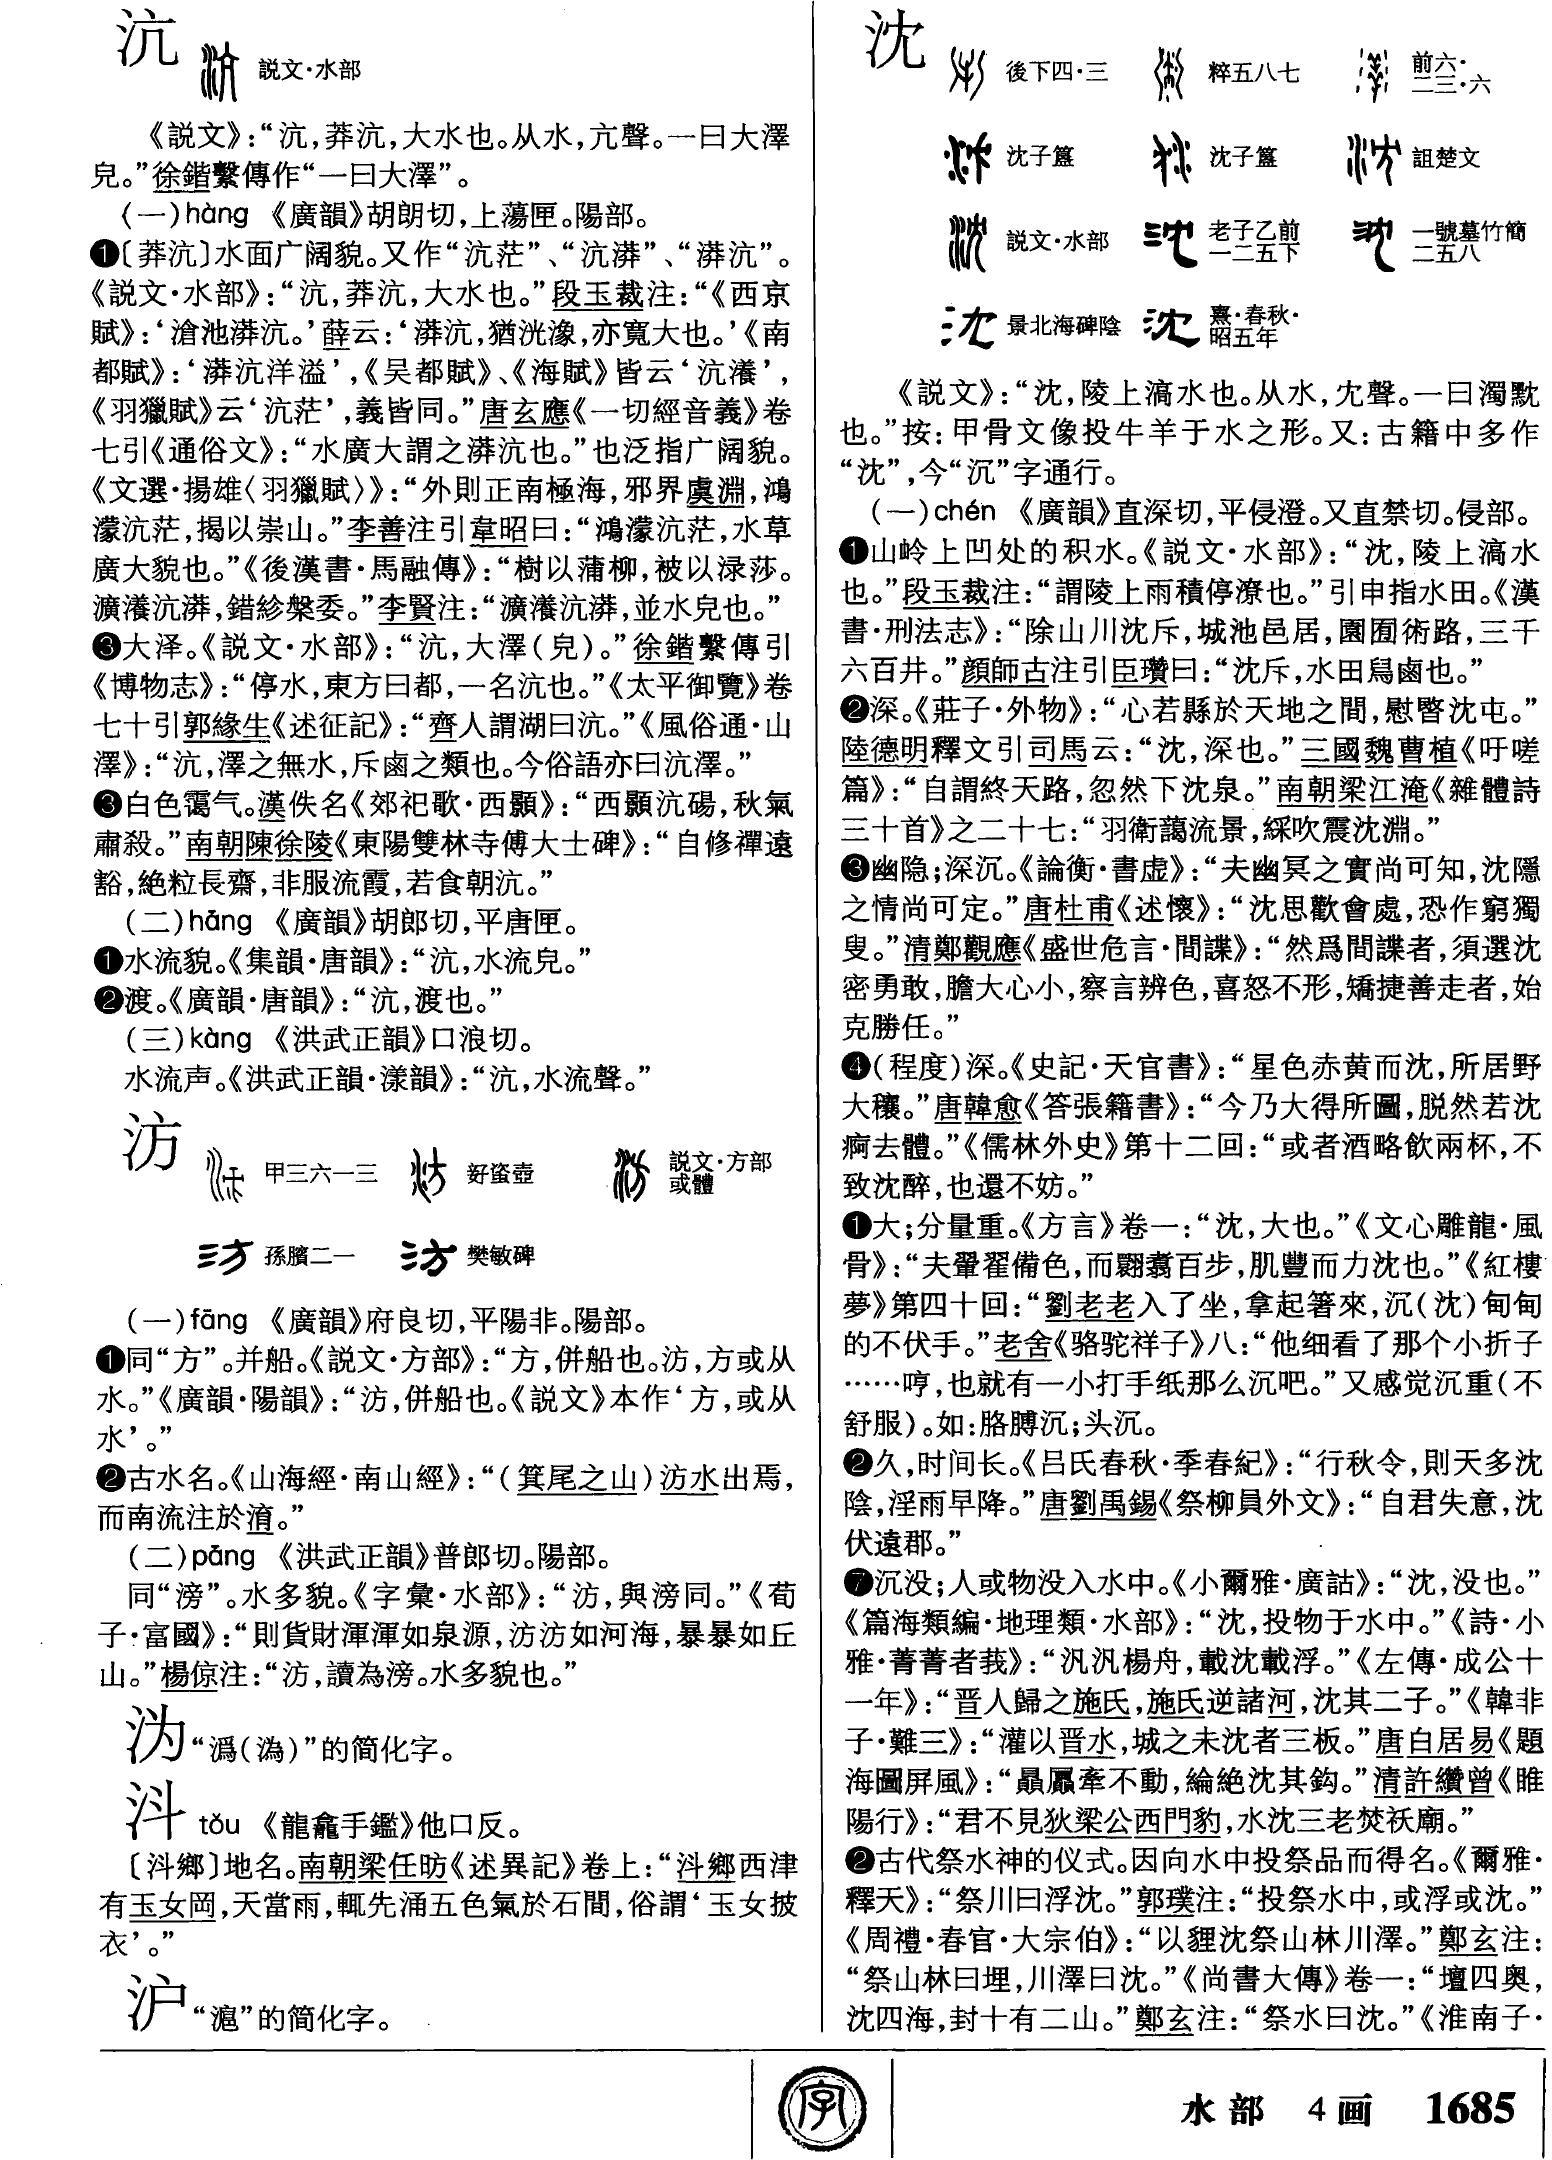 沆
説文·水部
《説文》：“沆，莽沆，大水也。从水，亢聲。一曰大澤
皃。”徐鍇繫傳作“一曰大澤”。
（一）hàng 《廣韻》胡朗切，上蕩匣。陽部。
❶〔莽沆〕水面广阔貌。又作“沆茫”、“沆漭”、“漭沆”。
《説文·水部》：“沆，莽沆，大水也。”段玉裁注：“《西京
賦》：‘滄池漭沆。’薛云：‘漭沆，猶洸潒，亦寬大也。’《南
都賦》：‘漭沆洋溢’，《吴都賦》、《海賦》皆云‘沆瀁’，
《羽獵賦》云‘沆茫’，義皆同。”唐玄應《一切經音義》卷
七引《通俗文》：“水廣大謂之漭沆也。”也泛指广阔貌。
《文選·揚雄〈羽獵賦〉》：“外則正南極海，邪界虞淵，鴻
濛沆茫，揭以崇山。”李善注引韋昭曰：“鴻濛沆茫，水草
廣大貌也。”《後漢書·馬融傳》：“樹以蒲柳，被以渌莎。
瀇瀁沆漭，錯紾槃委。”李賢注：“瀇瀁沆漭，並水皃也。”
❸大泽。《説文·水部》：“沆，大澤（皃）。”徐鍇繫傳引
《博物志》：“停水，東方曰都，一名沆也。”《太平御覽》卷
七十引郭緣生《述征記》：“齊人謂湖曰沆。”《風俗通·山
澤》：“沆，澤之無水，斥鹵之類也。今俗語亦曰沆澤。”
❸白色霭气。漢佚名《郊祀歌·西顥》：“西顥沆碭，秋氣
肅殺。”南朝陳徐陵《東陽雙林寺傅大士碑》：“自修禪遠
豁，絶粒長齋，非服流霞，若食朝沆。”
（二）háng 《廣韻》胡郎切，平唐匣。
❶水流貌。《集韻·唐韻》：“沆，水流皃。”
❷渡。《廣韻·唐韻》：“沆，渡也。”
（三）kàng 《洪武正韻》口浪切。
水流声。《洪武正韻·漾韻》：“沆，水流聲。”
汸
甲三六一三 𡚱蚉壺 説文·方部
或體
孫臏二一 樊敏碑
（一）fāng 《廣韻》府良切，平陽非。陽部。
❶同“方”。并船。《説文·方部》：“方，併船也。汸，方或从
水。”《廣韻·陽韻》：“汸，併船也。《説文》本作‘方，或从
水’。”
❷古水名。《山海經·南山經》：“（箕尾之山）汸水出焉，
而南流注於淯。”
（二）pāng 《洪武正韻》普郎切。陽部。
同“滂”。水多貌。《字彙·水部》：“汸，與滂同。”《荀
子·富國》：“則貨財渾渾如泉源，汸汸如河海，暴暴如丘
山。”楊倞注：“汸，讀為滂。水多貌也。”
沩 “潙（溈）”的简化字。
㳆 tǒu 《龍龕手鑑》他口反。
〔㳆鄉〕地名。南朝梁任昉《述異記》卷上：“㳆鄉西津
有玉女岡，天當雨，輒先涌五色氣於石間，俗謂‘玉女披
衣’。”
沪 “滬”的简化字。
沈
後下四·三 粹五八七 前六·
二三·六
沈子簋 沈子簋 詛楚文
説文·水部 老子乙前
一二五下 一號墓竹簡
二五八
景北海碑陰 熹·春秋·
昭五年
《説文》：“沈，陵上滈水也。从水，冘聲。一曰濁黕
也。”按：甲骨文像投牛羊于水之形。又：古籍中多作
“沈”，今“沉”字通行。
（一）chén 《廣韻》直深切，平侵澄。又直禁切。侵部。
❶山岭上凹处的积水。《説文·水部》：“沈，陵上滈水
也。”段玉裁注：“謂陵上雨積停潦也。”引申指水田。《漢
書·刑法志》：“除山川沈斥，城池邑居，園囿術路，三千
六百井。”顔師古注引臣瓚曰：“沈斥，水田舄鹵也。”
❷深。《莊子·外物》：“心若縣於天地之間，慰暋沈屯。”
陸德明釋文引司馬云：“沈，深也。”三國魏曹植《吁嗟
篇》：“自謂終天路，忽然下沈泉。”南朝梁江淹《雜體詩
三十首》之二十七：“羽衛藹流景，綵吹震沈淵。”
❸幽隐；深沉。《論衡·書虚》：“夫幽冥之實尚可知，沈隱
之情尚可定。”唐杜甫《述懷》：“沈思歡會處，恐作窮獨
叟。”清鄭觀應《盛世危言·間諜》：“然爲間諜者，須選沈
密勇敢，膽大心小，察言辨色，喜怒不形，矯捷善走者，始
克勝任。”
❹（程度）深。《史記·天官書》：“星色赤黄而沈，所居野
大穰。”唐韓愈《答張籍書》：“今乃大得所圖，脱然若沈
痾去體。”《儒林外史》第十二回：“或者酒略飲兩杯，不
致沈醉，也還不妨。”
❶大；分量重。《方言》卷一：“沈，大也。”《文心雕龍·風
骨》：“夫翬翟備色，而翾翥百步，肌豐而力沈也。”《紅樓
夢》第四十回：“劉老老入了坐，拿起箸來，沉（沈）甸甸
的不伏手。”老舍《骆驼祥子》八：“他细看了那个小折子
……哼，也就有一小打手纸那么沉吧。”又感觉沉重（不
舒服）。如：胳膊沉；头沉。
❷久，时间长。《吕氏春秋·季春紀》：“行秋令，則天多沈
陰，淫雨早降。”唐劉禹錫《祭柳員外文》：“自君失意，沈
伏遠郡。”
❼沉没；人或物没入水中。《小爾雅·廣詁》：“沈，没也。”
《篇海類編·地理類·水部》：“沈，投物于水中。”《詩·小
雅·菁菁者莪》：“汎汎楊舟，載沈載浮。”《左傳·成公十
一年》：“晋人歸之施氏，施氏逆諸河，沈其二子。”《韓非
子·難三》：“灌以晋水，城之未沈者三板。”唐白居易《題
海圖屏風》：“贔屭牽不動，綸絶沈其鈎。”清許纘曾《睢
陽行》：“君不見狄梁公西門豹，水沈三老焚祅廟。”
❷古代祭水神的仪式。因向水中投祭品而得名。《爾雅·
釋天》：“祭川曰浮沈。”郭璞注：“投祭水中，或浮或沈。”
《周禮·春官·大宗伯》：“以貍沈祭山林川澤。”鄭玄注：
“祭山林曰埋，川澤曰沈。”《尚書大傳》卷一：“壇四奥，
沈四海，封十有二山。”鄭玄注：“祭水曰沈。”《淮南子·
字
水部 4画 1685